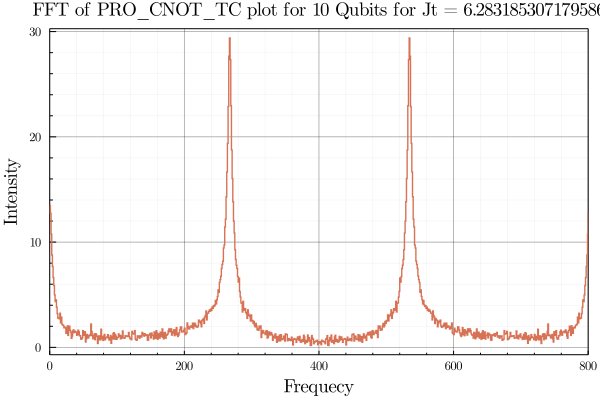 FFT of PRO_CNOT_TC plot for 10 Qubits for Jt = 6.283185307179586
30
20
10
0
Intensity
0 200 400 600 800
Frequecy